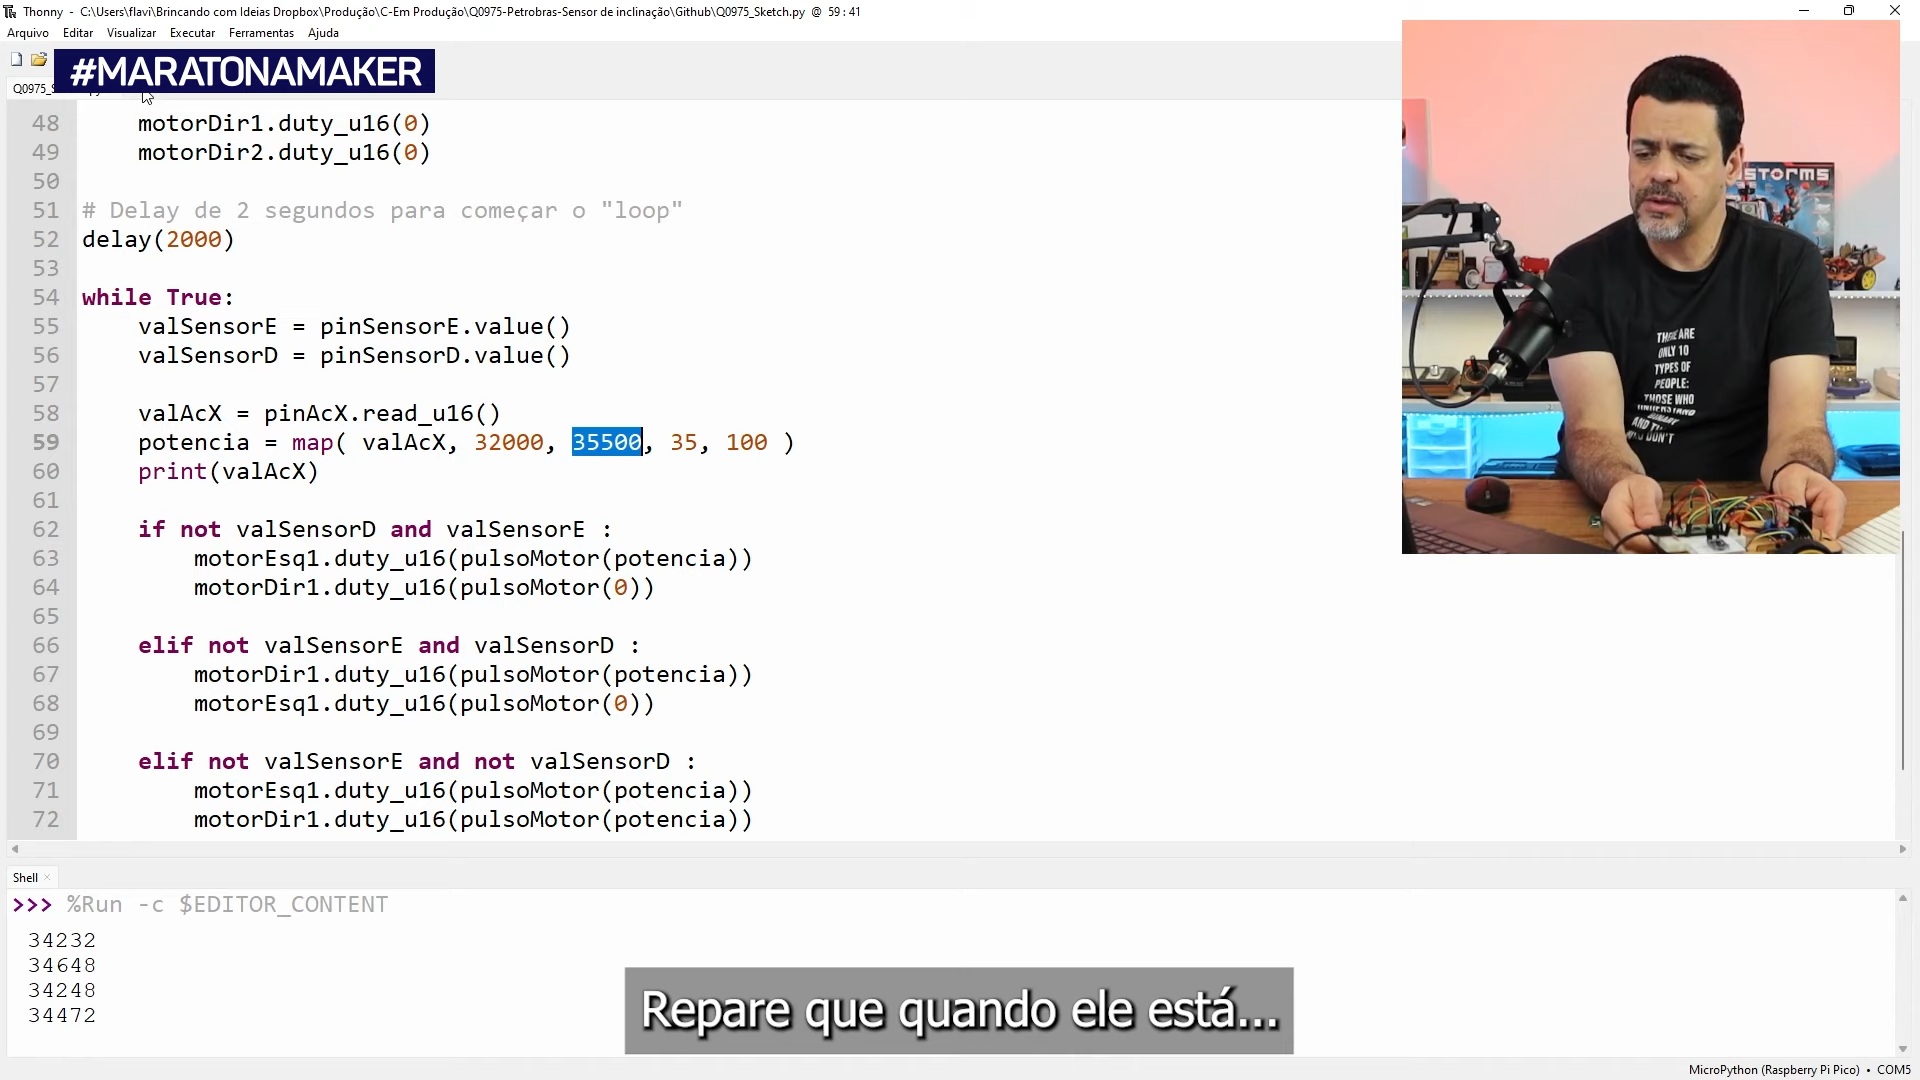 Thonny - C:\Users\flavi\Brincando com Ideias Dropbox\Produção\C-Em Produção\Q0975-Petrobras-Sensor de inclinação\Github\Q0975_Sketch.py @ 59 : 41
Arquivo Editar Visualizar Executar Ferramentas Ajuda
#MARATONAMAKER
48 motorDir1.duty_u16(0)
49 motorDir2.duty_u16(0)
50
51 # Delay de 2 segundos para começar o "loop"
52 delay(2000)
53
54 while True:
55 valSensorE = pinSensorE.value()
56 valSensorD = pinSensorD.value()
57
58 valAcX = pinAcX.read_u16()
59 potencia = map( valAcX, 32000, 35500, 35, 100 )
60 print(valAcX)
61
62 if not valSensorD and valSensorE :
63 motorEsq1.duty_u16(pulsoMotor(potencia))
64 motorDir1.duty_u16(pulsoMotor(0))
65
66 elif not valSensorE and valSensorD :
67 motorDir1.duty_u16(pulsoMotor(potencia))
68 motorEsq1.duty_u16(pulsoMotor(0))
69
70 elif not valSensorE and not valSensorD :
71 motorEsq1.duty_u16(pulsoMotor(potencia))
72 motorDir1.duty_u16(pulsoMotor(potencia))
STORMS
THERE ARE
ONLY 10
TYPES OF
PEOPLE:
THOSE WHO
UNDERSTAND
BINARY
DON'T
Shell
>>> %Run -c $EDITOR_CONTENT
34232
34648
34248
34472
Repare que quando ele está...
MicroPython (Raspberry Pi Pico) • COM5